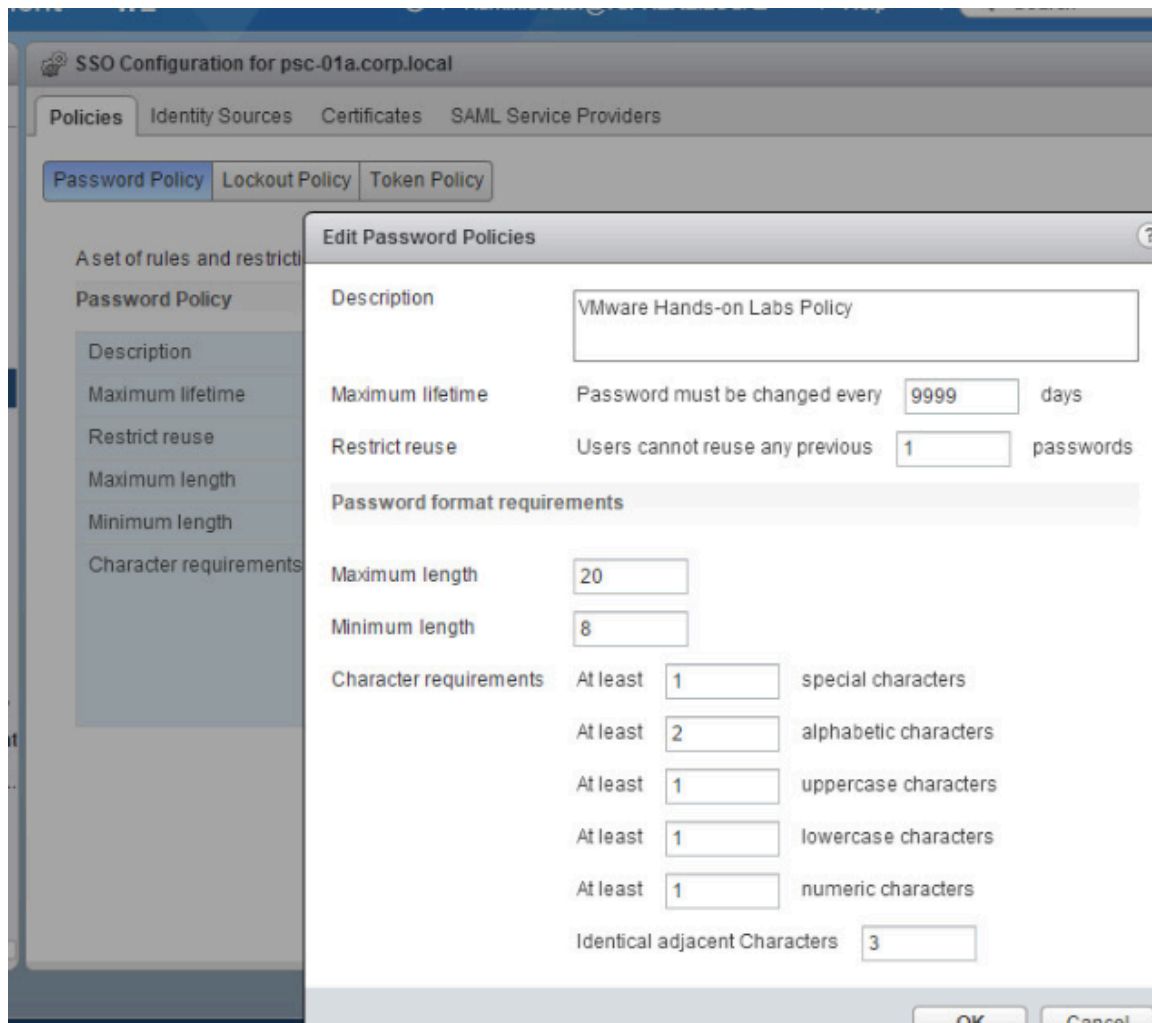 SSO Configuration for psc-01a.corp.local
Policies Identity Sources Certificates SAML Service Providers
Password Policy Lockout Policy Token Policy
Edit Password Policies ?
A set of rules and restricti
Password Policy
Description
Maximum lifetime
Restrict reuse
Maximum length
Minimum length
Character requirements
Description VMware Hands-on Labs Policy
Maximum lifetime Password must be changed every 9999 days
Restrict reuse Users cannot reuse any previous 1 passwords
Password format requirements
Maximum length 20
Minimum length 8
Character requirements At least 1 special characters
At least 2 alphabetic characters
At least 1 uppercase characters
At least 1 lowercase characters
At least 1 numeric characters
Identical adjacent Characters 3
OK Cancel